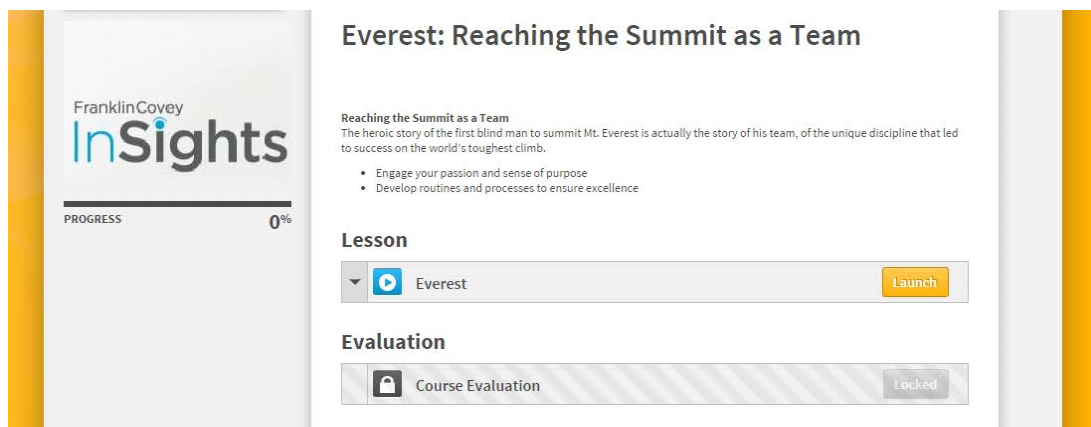 Everest: Reaching the Summit as a Team
FranklinCovey
InSights
PROGRESS 0%
Reaching the Summit as a Team
The heroic story of the first blind man to summit Mt. Everest is actually the story of his team, of the unique discipline that led
to success on the world's toughest climb.
• Engage your passion and sense of purpose
• Develop routines and processes to ensure excellence
Lesson
Everest Launch
Evaluation
Course Evaluation Locked